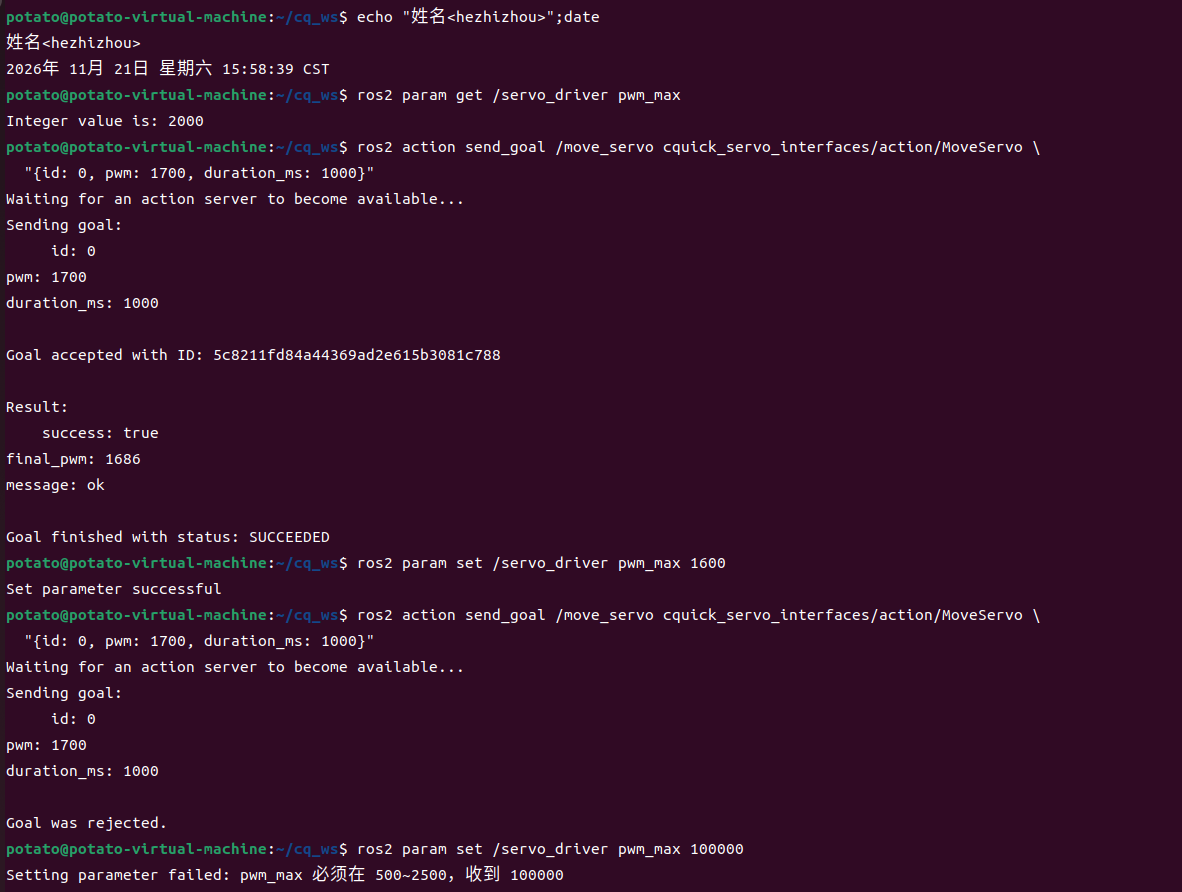 potato@potato-virtual-machine:~/cq_ws$ echo "姓名<hezhizhou>";date
姓名<hezhizhou>
2026年 11月 21日 星期六 15:58:39 CST
potato@potato-virtual-machine:~/cq_ws$ ros2 param get /servo_driver pwm_max
Integer value is: 2000
potato@potato-virtual-machine:~/cq_ws$ ros2 action send_goal /move_servo cquick_servo_interfaces/action/MoveServo \
  "{id: 0, pwm: 1700, duration_ms: 1000}"
Waiting for an action server to become available...
Sending goal:
     id: 0
pwm: 1700
duration_ms: 1000

Goal accepted with ID: 5c8211fd84a44369ad2e615b3081c788

Result:
    success: true
final_pwm: 1686
message: ok

Goal finished with status: SUCCEEDED
potato@potato-virtual-machine:~/cq_ws$ ros2 param set /servo_driver pwm_max 1600
Set parameter successful
potato@potato-virtual-machine:~/cq_ws$ ros2 action send_goal /move_servo cquick_servo_interfaces/action/MoveServo \
  "{id: 0, pwm: 1700, duration_ms: 1000}"
Waiting for an action server to become available...
Sending goal:
     id: 0
pwm: 1700
duration_ms: 1000

Goal was rejected.
potato@potato-virtual-machine:~/cq_ws$ ros2 param set /servo_driver pwm_max 100000
Setting parameter failed: pwm_max 必须在 500~2500，收到 100000